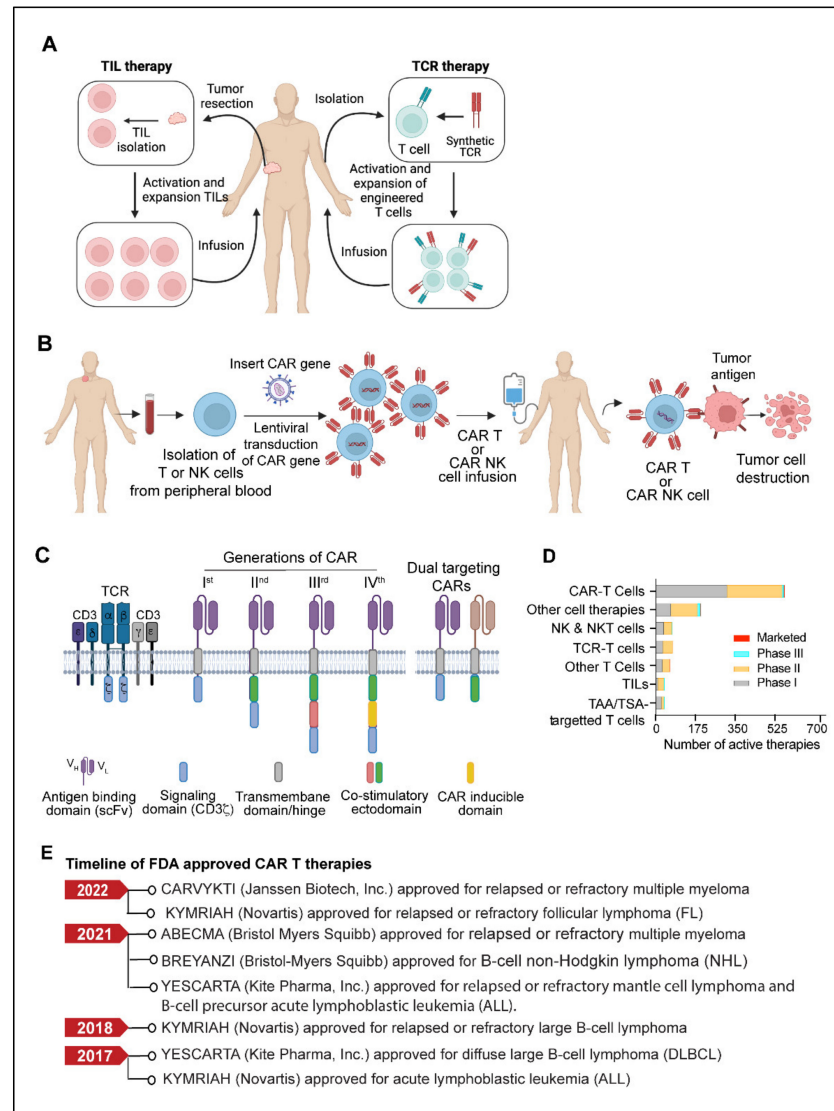 A
TIL therapy
TCR therapy
Tumor
resection
Isolation
TIL
isolation
T cell
Synthetic
TCR
Activation and
expansion TILs
Activation and
expansion of
engineered
T cells
Infusion
Infusion
B
Insert CAR gene
Lentiviral
transduction
of CAR gene
Isolation of
T or NK cells
from peripheral blood
CAR T
or
CAR NK
cell infusion
Tumor
antigen
CAR T
or
CAR NK cell
Tumor cell
destruction
C
Generations of CAR
Ist
IInd
IIIrd
IVth
Dual targeting
CARs
TCR
CD3
CD3
ε δ α β γ ε
ζ ζ
VH
VL
Antigen binding
domain (scFv)
Signaling
domain (CD3ζ)
Transmembane
domain/hinge
Co-stimulatory
ectodomain
CAR inducible
domain
D
CAR-T Cells
Other cell therapies
NK & NKT cells
TCR-T cells
Other T Cells
TILs
TAA/TSA-
targetted T cells
Marketed
Phase III
Phase II
Phase I
0 175 350 525 700
Number of active therapies
E
Timeline of FDA approved CAR T therapies
2022
CARVYKTI (Janssen Biotech, Inc.) approved for relapsed or refractory multiple myeloma
KYMRIAH (Novartis) approved for relapsed or refractory follicular lymphoma (FL)
2021
ABECMA (Bristol Myers Squibb) approved for relapsed or refractory multiple myeloma
BREYANZI (Bristol-Myers Squibb) approved for B-cell non-Hodgkin lymphoma (NHL)
YESCARTA (Kite Pharma, Inc.) approved for relapsed or refractory mantle cell lymphoma and
B-cell precursor acute lymphoblastic leukemia (ALL).
2018
KYMRIAH (Novartis) approved for relapsed or refractory large B-cell lymphoma
2017
YESCARTA (Kite Pharma, Inc.) approved for diffuse large B-cell lymphoma (DLBCL)
KYMRIAH (Novartis) approved for acute lymphoblastic leukemia (ALL)